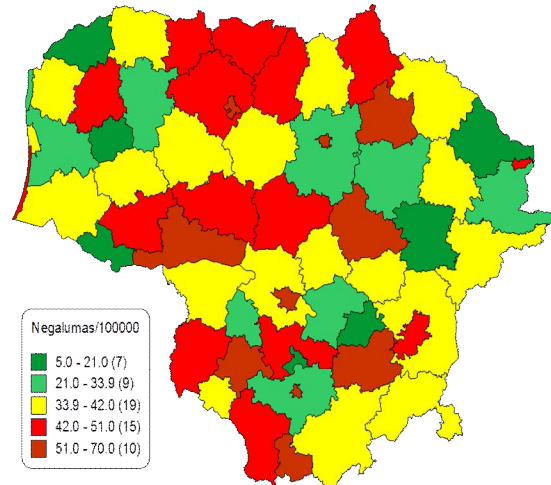 Negalumas/100000
5.0 - 21.0 (7)
21.0 - 33.9 (9)
33.9 - 42.0 (19)
42.0 - 51.0 (15)
51.0 - 70.0 (10)